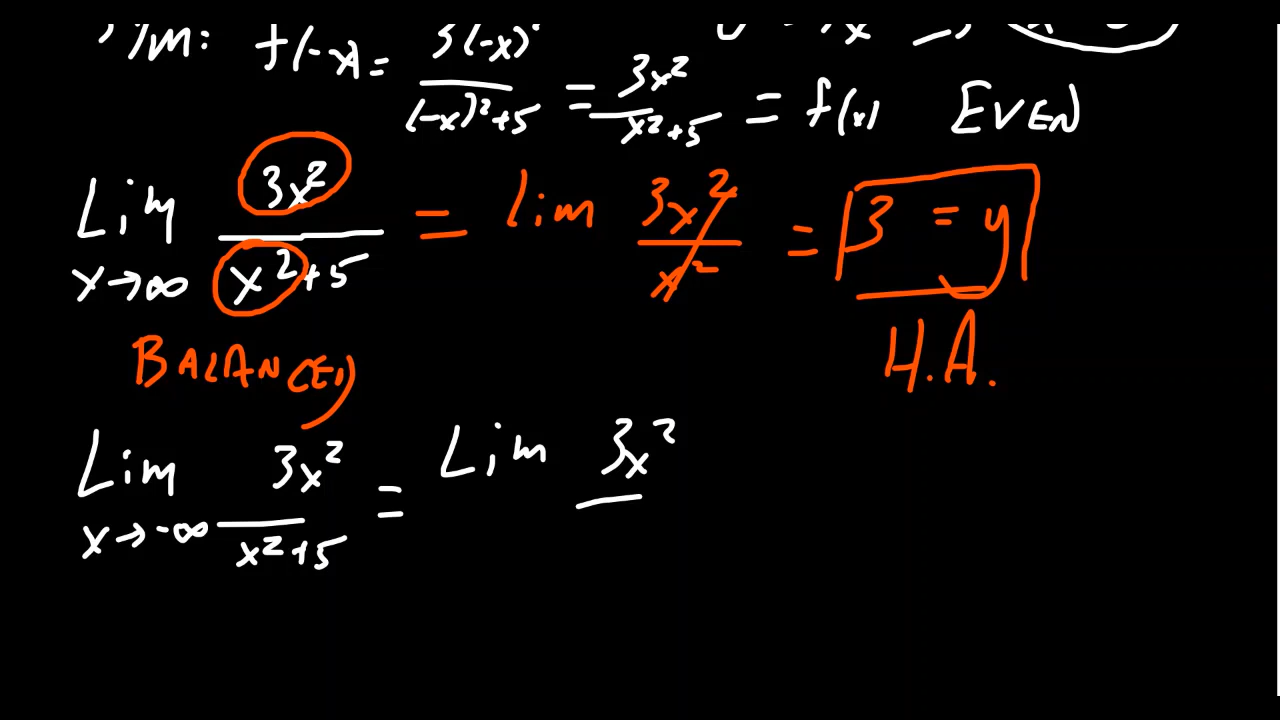 f(-x) = 3(-x)² / (-x)²+5 = 3x² / x²+5 = f(x) EVEN
Lim x→∞ 3x² / x²+5 = lim 3x² / x² = 3 = y
H.A.
BALANCED
Lim x→-∞ 3x² / x²+5 = Lim 3x²